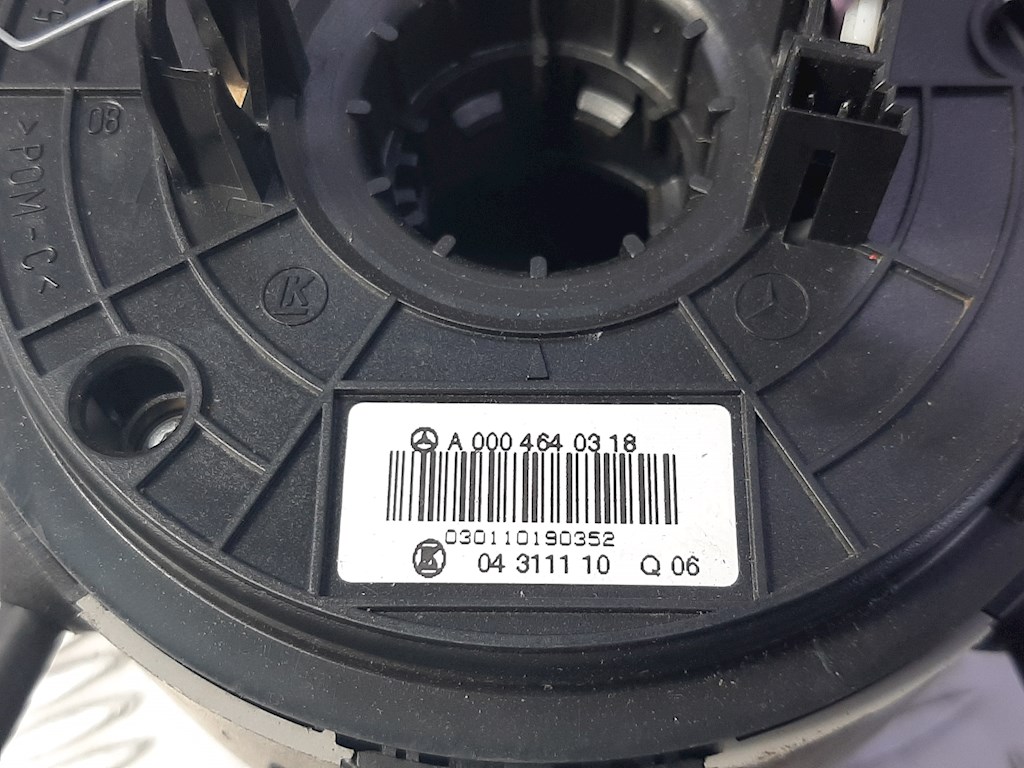 08
>POM-C<
K
A 000 464 03 18
030110190352
04 3111 10 Q 06